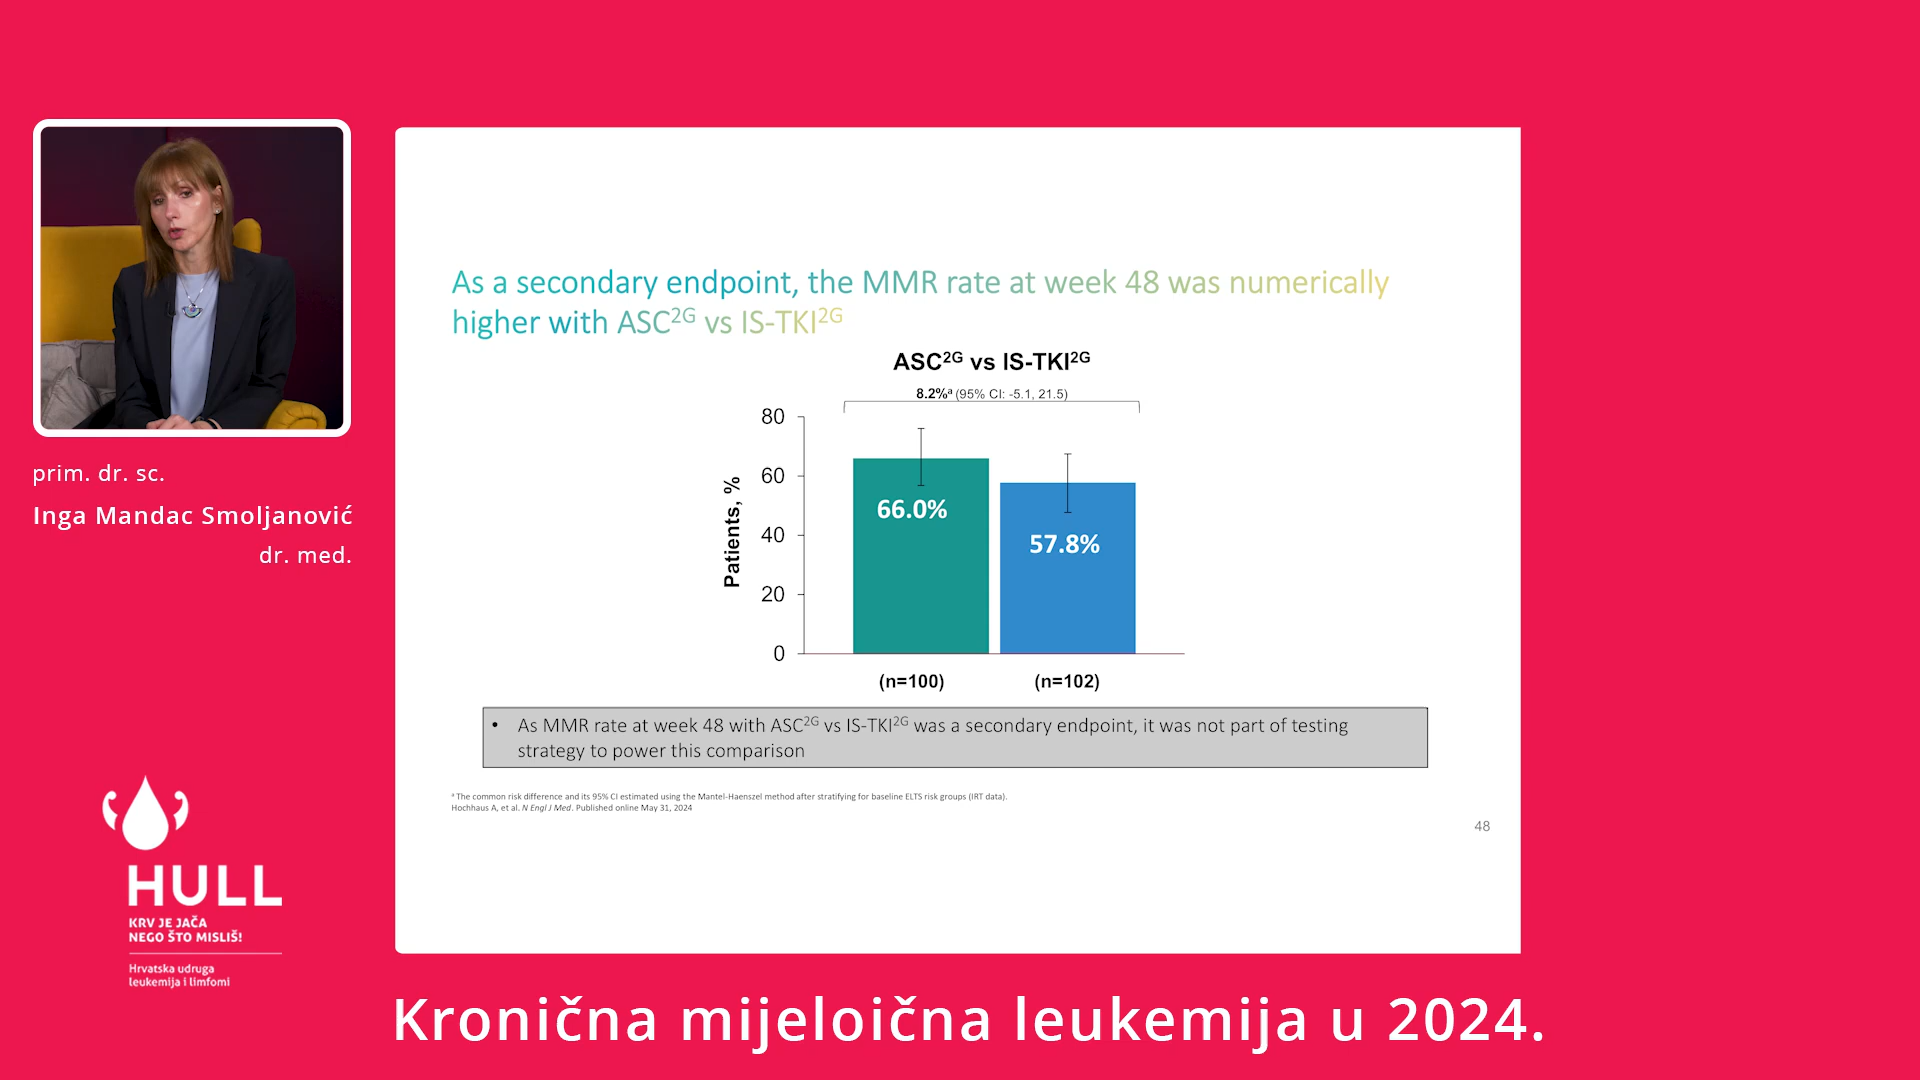 prim. dr. sc.
Inga Mandac Smoljanović
dr. med.
HULL
KRV JE JAČA
NEGO ŠTO MISLIŠ!
Hrvatska udruga
leukemija i limfomi
As a secondary endpoint, the MMR rate at week 48 was numerically
higher with ASC2G vs IS-TKI2G
ASC2G vs IS-TKI2G
8.2%a (95% CI: -5.1, 21.5)
Patients, %
80
60
40
20
0
66.0%
57.8%
(n=100)
(n=102)
• As MMR rate at week 48 with ASC2G vs IS-TKI2G was a secondary endpoint, it was not part of testing
strategy to power this comparison
a The common risk difference and its 95% CI estimated using the Mantel-Haenszel method after stratifying for baseline ELTS risk groups (IRT data).
Hochhaus A, et al. N Engl J Med. Published online May 31, 2024
48
Kronična mijeloična leukemija u 2024.